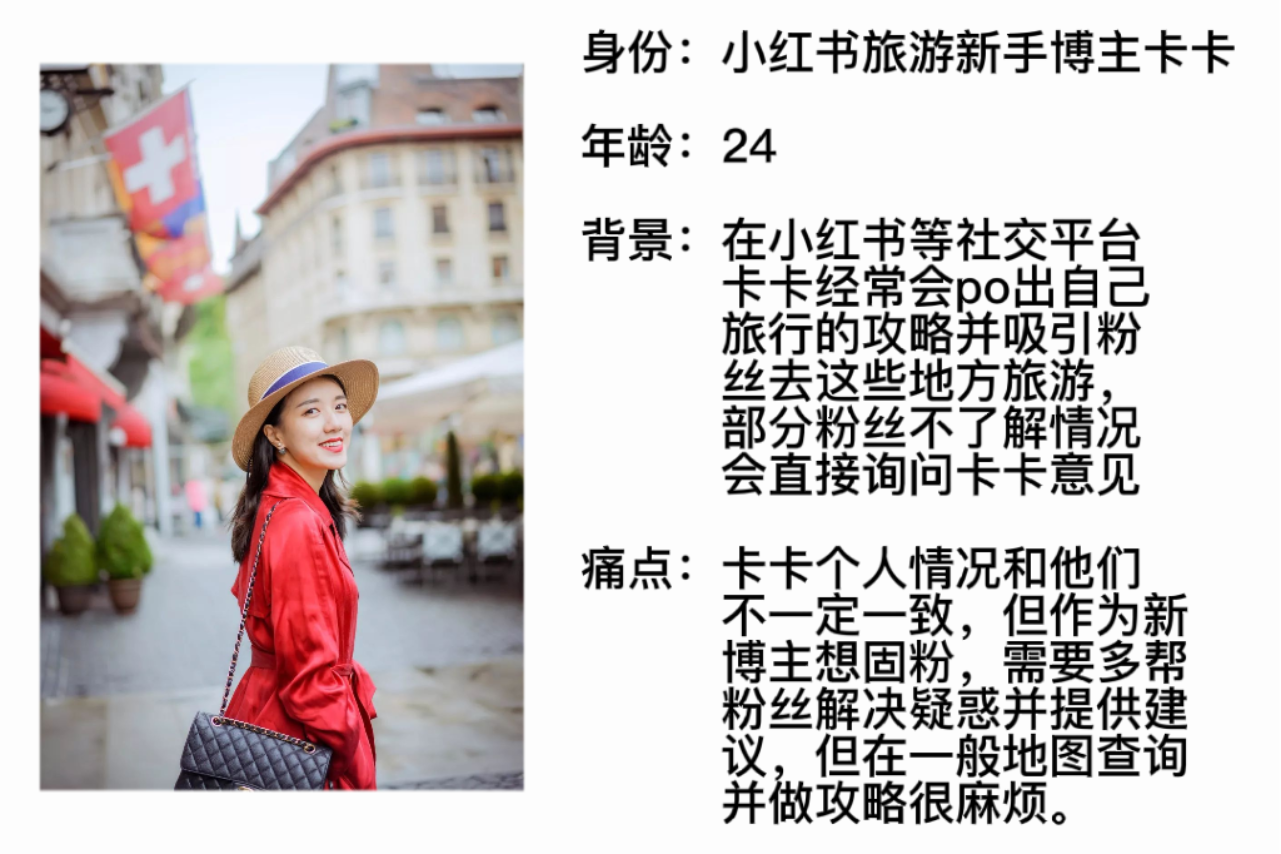 身份：小红书旅游新手博主卡卡
年龄：24
背景：在小红书等社交平台
卡卡经常会po出自己
旅行的攻略并吸引粉
丝去这些地方旅游，
部分粉丝不了解情况
会直接询问卡卡意见
痛点：卡卡个人情况和他们
不一定一致，但作为新
博主想固粉，需要多帮
粉丝解决疑惑并提供建
议，但在一般地图查询
并做攻略很麻烦。